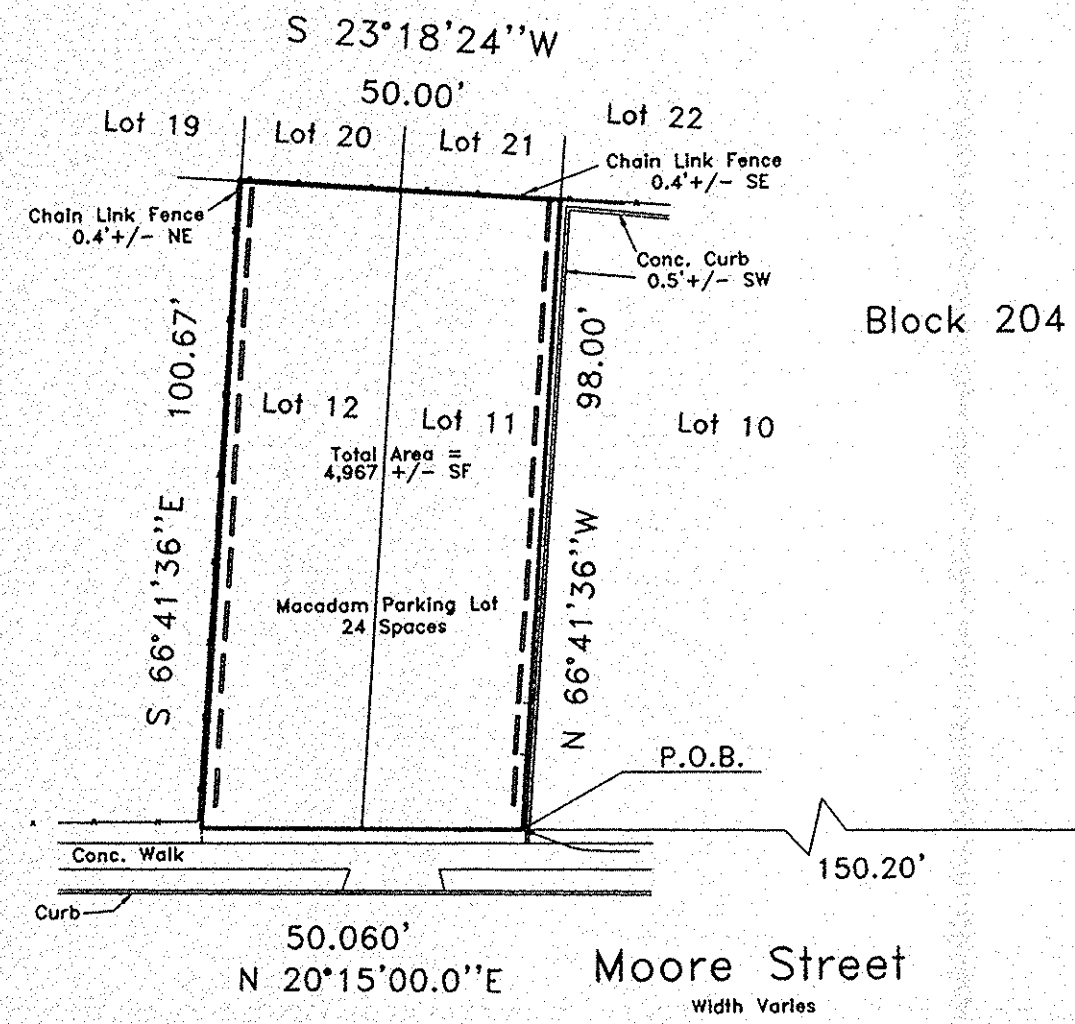 S 23°18'24''W
50.00'
Lot 19
Lot 20
Lot 21
Lot 22
Chain Link Fence
0.4'+/- SE
Chain Link Fence
0.4'+/- NE
Conc. Curb
0.5'+/- SW
Block 204
S 66°41'36''E 100.67'
N 66°41'36''W 98.00'
Lot 12
Lot 11
Lot 10
Total Area =
4,967 +/- SF
Macadam Parking Lot
24 Spaces
P.O.B.
150.20'
Conc. Walk
Curb
50.060'
N 20°15'00.0''E
Moore Street
Width Varies